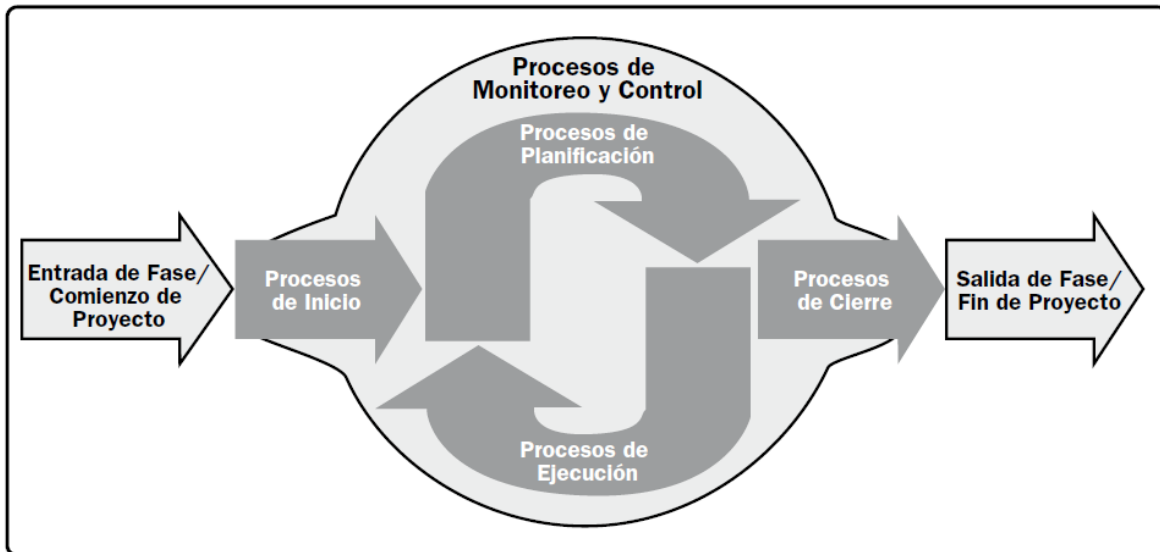 Procesos de
Monitoreo y Control
Procesos de
Planificación
Entrada de Fase/
Comienzo de
Proyecto
Procesos
de Inicio
Procesos
de Cierre
Salida de Fase/
Fin de Proyecto
Procesos de
Ejecución